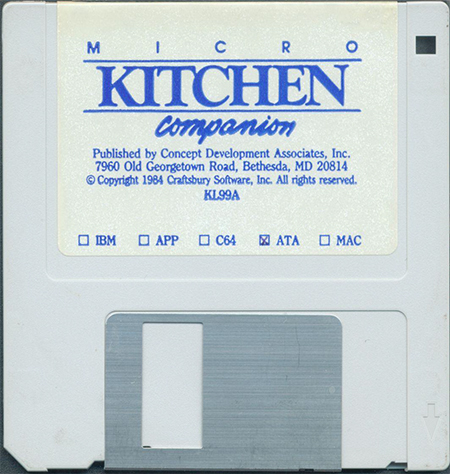 MICRO
KITCHEN
companion
Published by Concept Development Associates, Inc.
7960 Old Georgetown Road, Bethesda, MD 20814
© Copyright 1984 Craftsbury Software, Inc. All rights reserved.
KL99A
☐ IBM ☐ APP ☐ C64 ☒ ATA ☐ MAC